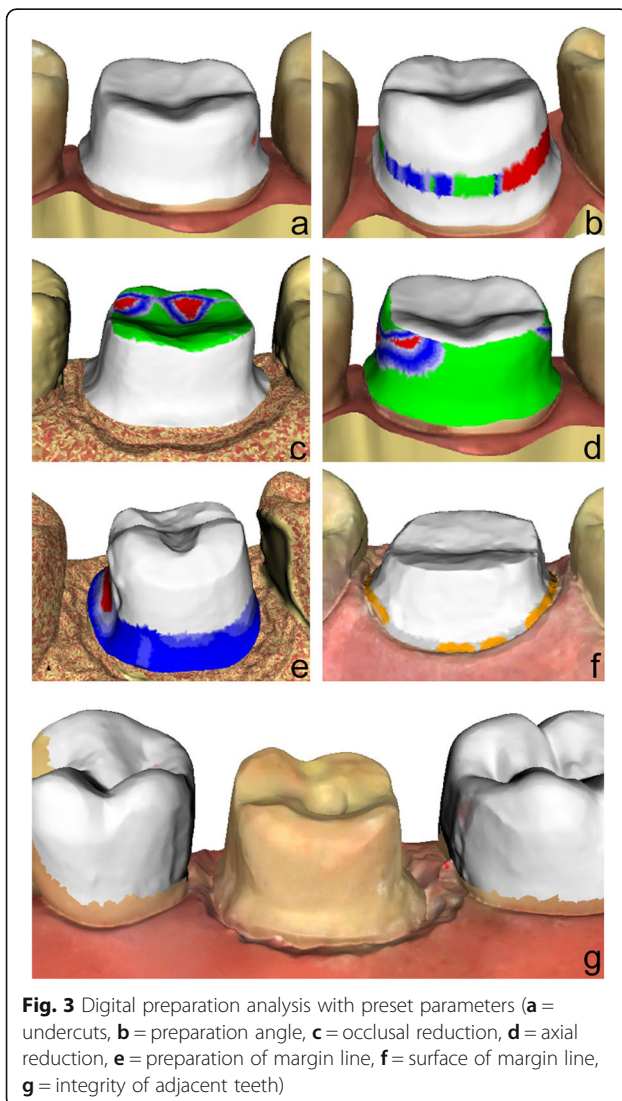 a
b
c
d
e
f
g
Fig. 3 Digital preparation analysis with preset parameters (a =
undercuts, b = preparation angle, c = occlusal reduction, d = axial
reduction, e = preparation of margin line, f = surface of margin line,
g = integrity of adjacent teeth)